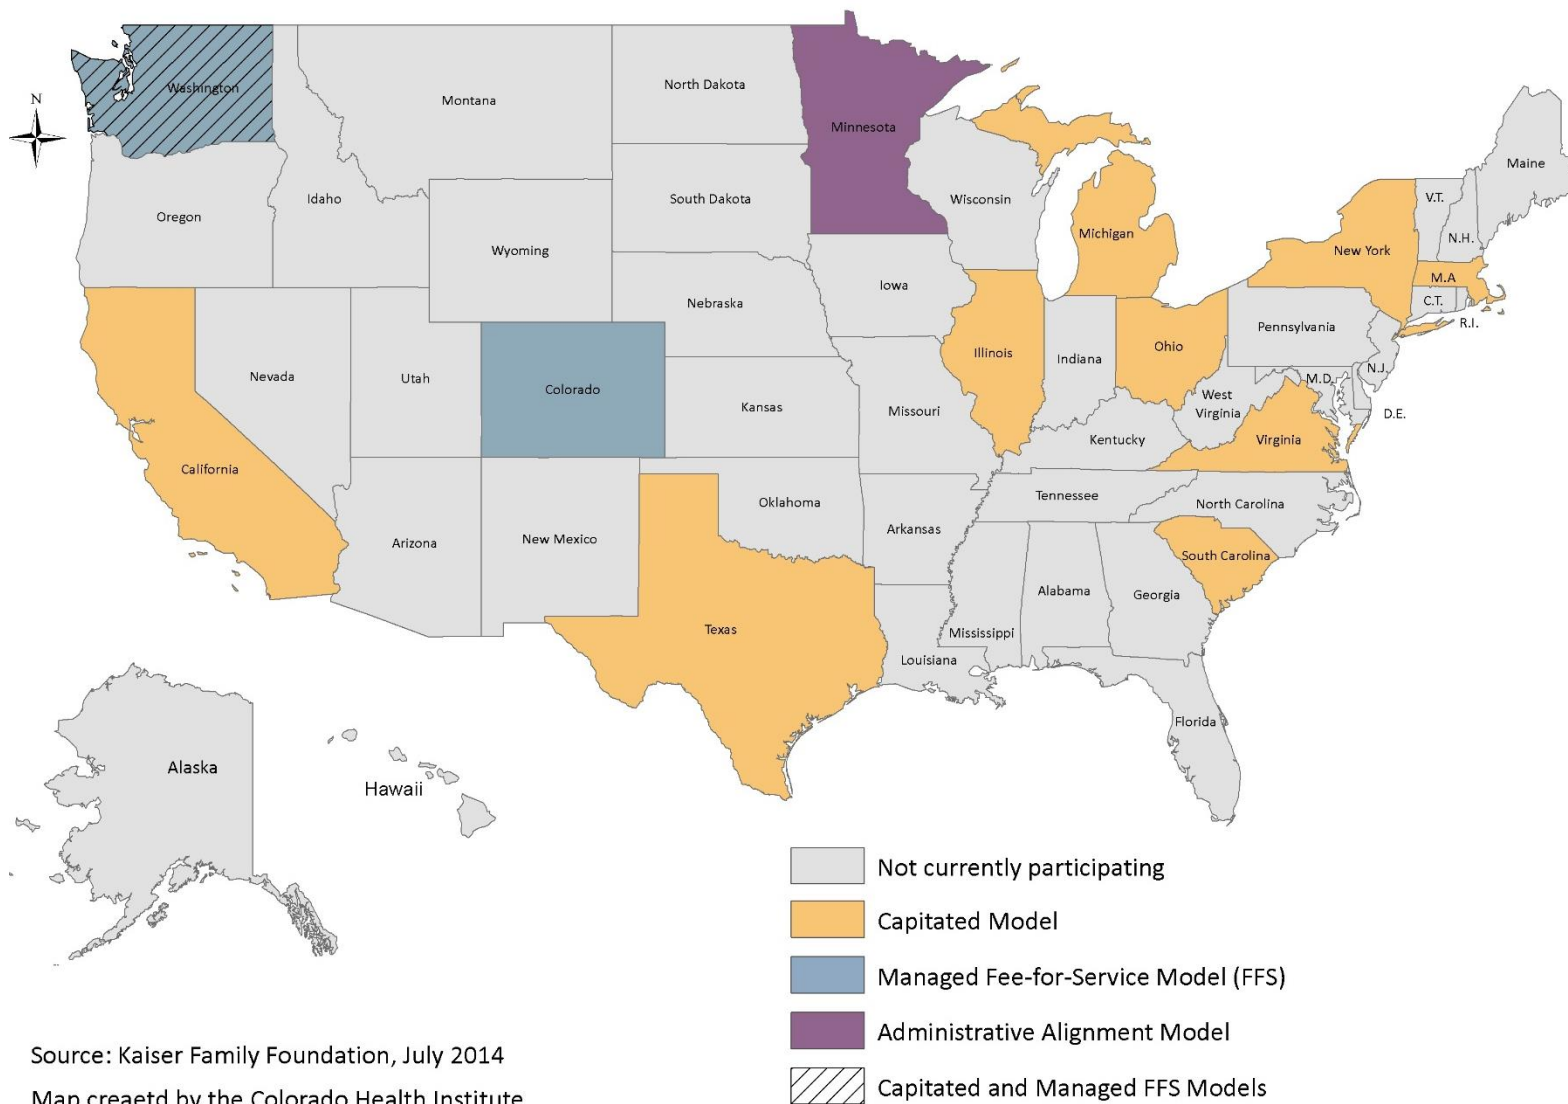 N
Washington
Montana
North Dakota
Minnesota
Maine
Oregon
Idaho
South Dakota
Wisconsin
V.T.
N.H.
Wyoming
Michigan
New York
Iowa
M.A
Nebraska
C.T.
R.I.
Pennsylvania
Illinois
Ohio
Indiana
Nevada
Utah
Colorado
N.J.
M.D.
Kansas
Missouri
West
Virginia
D.E.
Kentucky
Virginia
California
Oklahoma
Tennessee
North Carolina
Arizona
New Mexico
Arkansas
South Carolina
Alabama
Georgia
Texas
Mississippi
Louisiana
Florida
Alaska
Hawaii
Not currently participating
Capitated Model
Managed Fee-for-Service Model (FFS)
Administrative Alignment Model
Capitated and Managed FFS Models
Source: Kaiser Family Foundation, July 2014
Map creaetd by the Colorado Health Institute